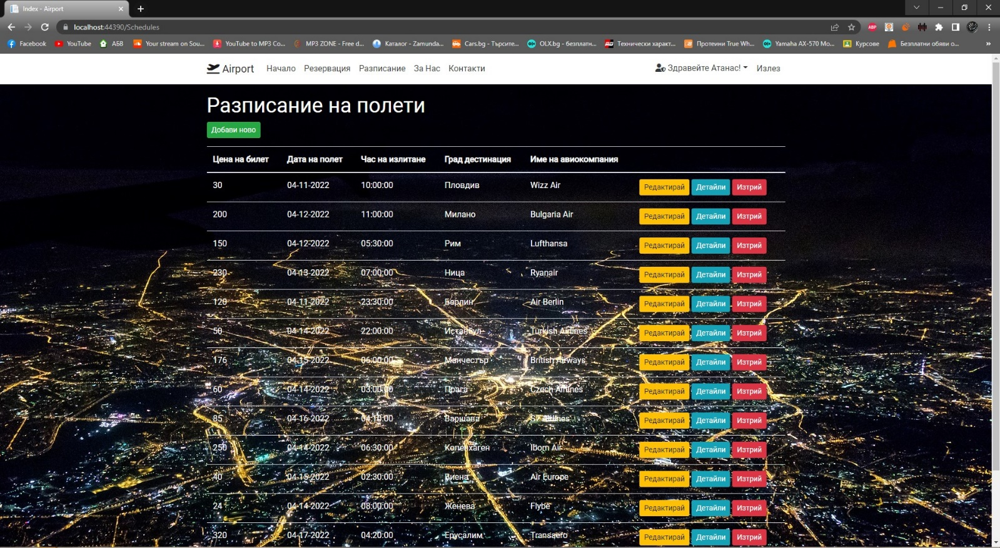 Index - Airport
localhost:44390/Schedules
ABP
Facebook YouTube АБВ Your stream on Sou... YouTube to MP3 Co... MP3 ZONE - Free d... Каталог - Zamunda... Cars.bg - Търсите... OLX.bg - безплатн... Технически характ... Протеини True Wh... Yamaha AX-570 Mo... Курсове Безплатни обяви о...
Airport Начало Резервация Разписание За Нас Контакти Здравейте Атанас! Излез
Разписание на полети
Добави ново
Цена на билет Дата на полет Час на излитане Град дестинация Име на авиокомпания
30 04-11-2022 10:00:00 Пловдив Wizz Air Редактирай Детайли Изтрий
200 04-12-2022 11:00:00 Милано Bulgaria Air Редактирай Детайли Изтрий
150 04-12-2022 05:30:00 Рим Lufthansa Редактирай Детайли Изтрий
230 04-13-2022 07:00:00 Ница Ryanair Редактирай Детайли Изтрий
120 04-11-2022 23:30:00 Берлин Air Berlin Редактирай Детайли Изтрий
50 04-14-2022 22:00:00 Истанбул Turkish Airlines Редактирай Детайли Изтрий
176 04-15-2022 06:00:00 Манчестър British Airways Редактирай Детайли Изтрий
60 04-14-2022 03:00:00 Прага Czech Airlines Редактирай Детайли Изтрий
85 04-16-2022 04:10:00 Варшава S7 Airlines Редактирай Детайли Изтрий
250 04-14-2022 06:30:00 Копенхаген Ibom Air Редактирай Детайли Изтрий
40 04-15-2022 02:30:00 Виена Air Europe Редактирай Детайли Изтрий
24 04-14-2022 08:00:00 Женева Flybe Редактирай Детайли Изтрий
320 04-17-2022 04:20:00 Ерусалим Transaero Редактирай Детайли Изтрий